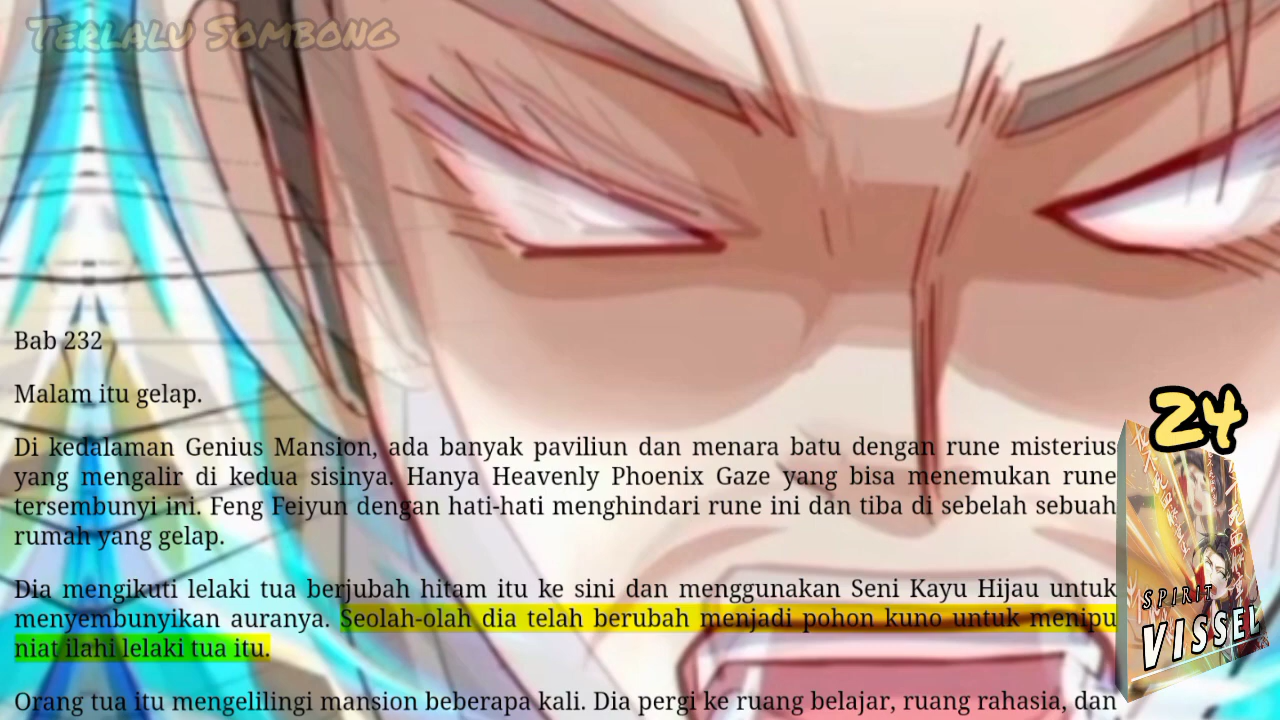 Terlalu Sombong
Bab 232
Malam itu gelap.
Di kedalaman Genius Mansion, ada banyak paviliun dan menara batu dengan rune misterius
yang mengalir di kedua sisinya. Hanya Heavenly Phoenix Gaze yang bisa menemukan rune
tersembunyi ini. Feng Feiyun dengan hati-hati menghindari rune ini dan tiba di sebelah sebuah
rumah yang gelap.
Dia mengikuti lelaki tua berjubah hitam itu ke sini dan menggunakan Seni Kayu Hijau untuk
menyembunyikan auranya. Seolah-olah dia telah berubah menjadi pohon kuno untuk menipu
niat ilahi lelaki tua itu.
Orang tua itu mengelilingi mansion beberapa kali. Dia pergi ke ruang belajar, ruang rahasia, dan
24
SPIRIT
VISSEL